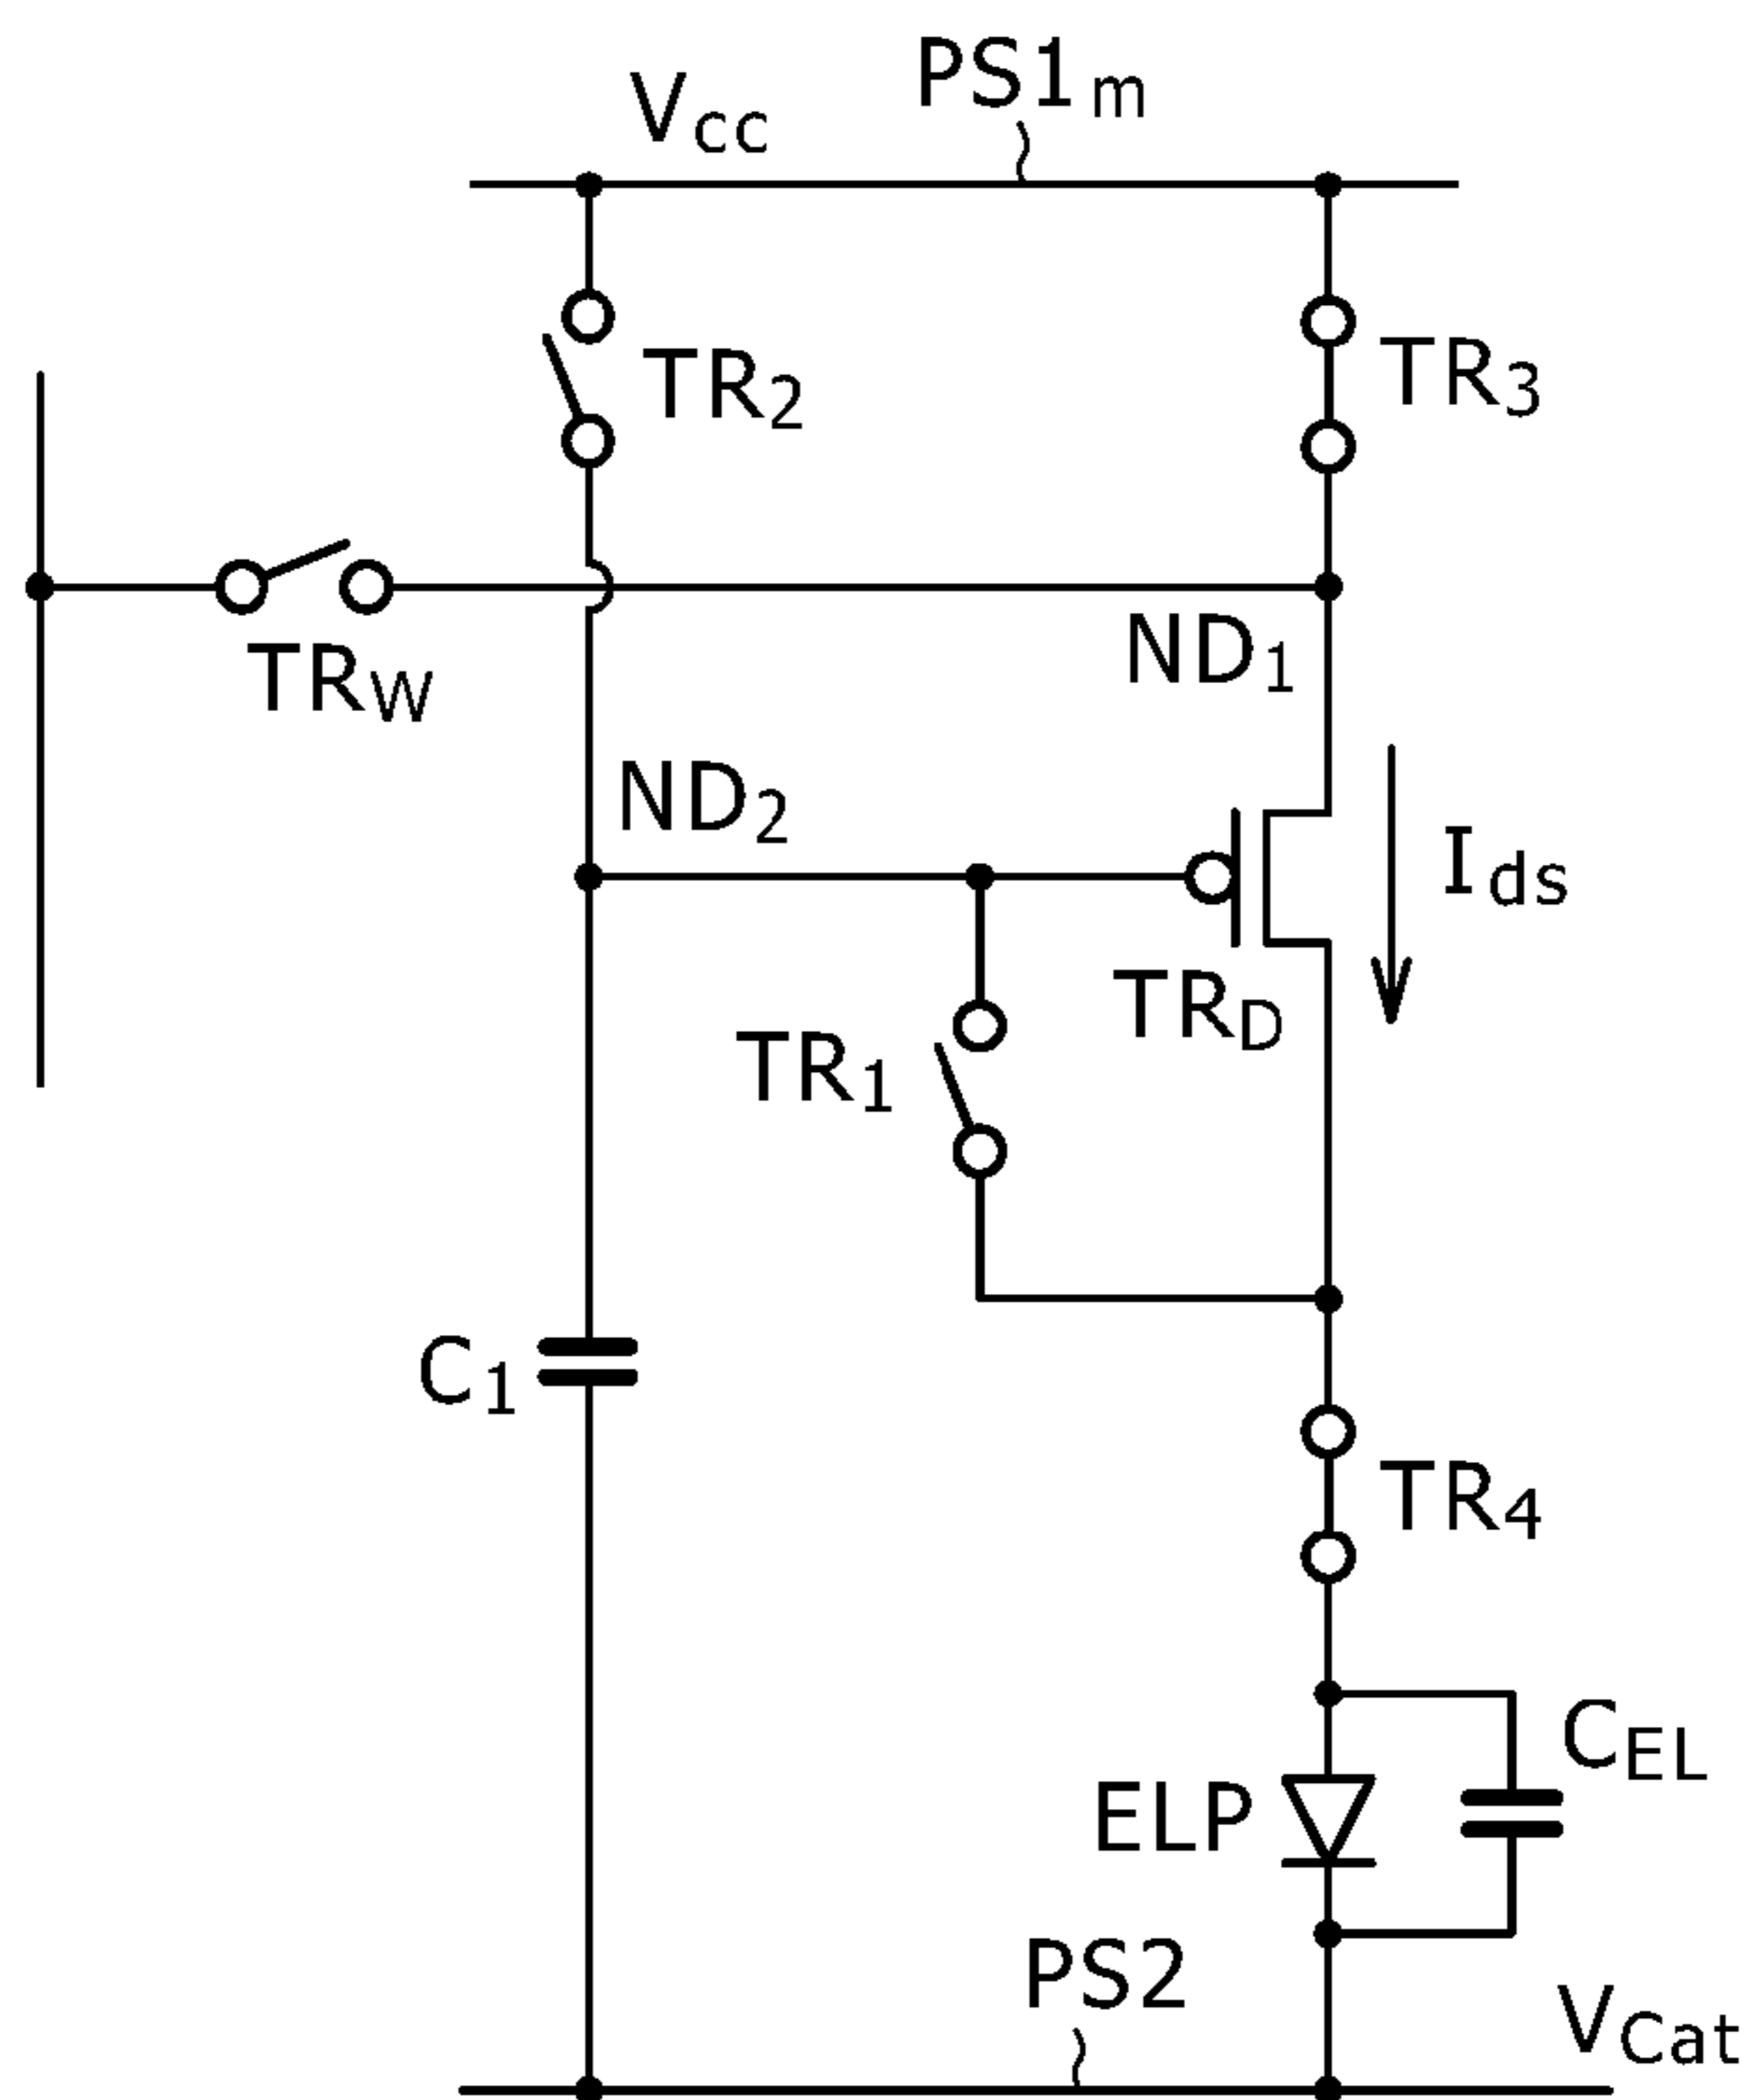 PS1m
Vcc
TR2
TR3
TRW
ND1
ND2
Ids
TRD
TR1
C1
TR4
CEL
ELP
PS2
VCat